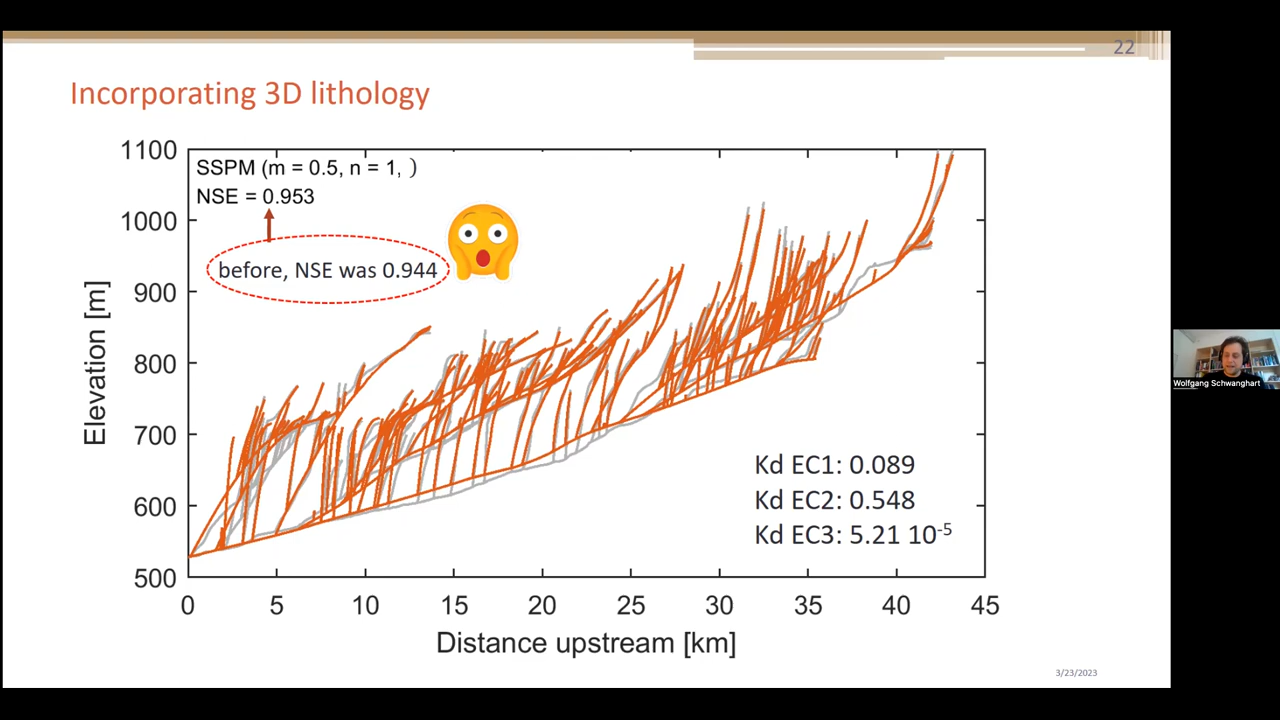 22
Incorporating 3D lithology
SSPM (m = 0.5, n = 1, )
NSE = 0.953
before, NSE was 0.944
1100
1000
900
800
700
600
500
Elevation [m]
Kd EC1: 0.089
Kd EC2: 0.548
Kd EC3: 5.21 10⁻⁵
0 5 10 15 20 25 30 35 40 45
Distance upstream [km]
3/23/2023
Wolfgang Schwanghart